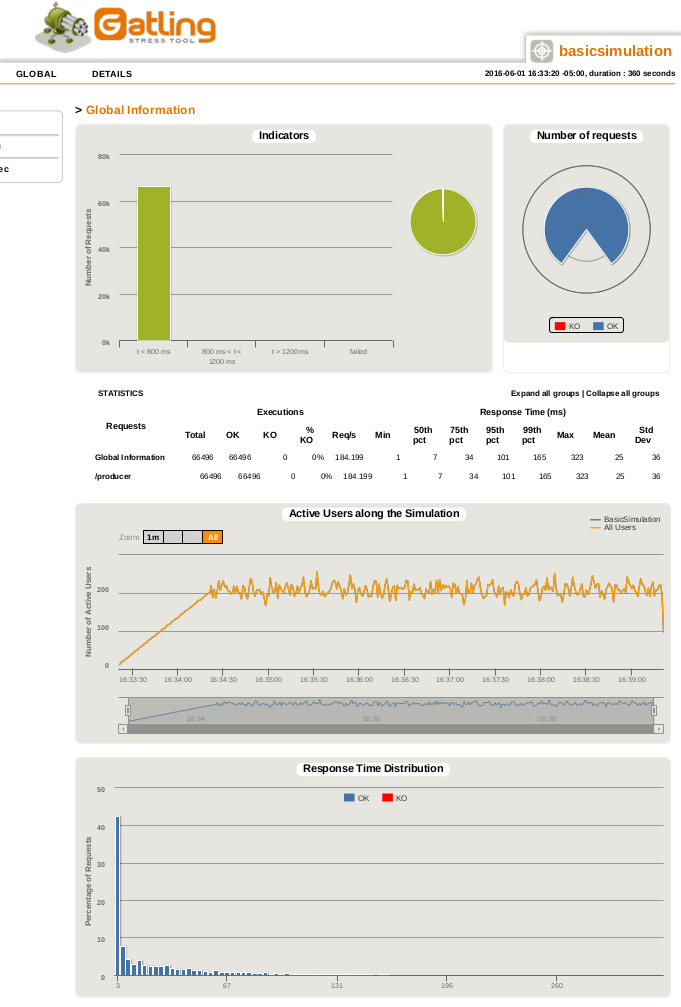 Gatling
STRESS TOOL
basicsimulation
GLOBAL DETAILS
2016-06-01 16:33:20 -05:00, duration : 360 seconds
> Global Information
ec
Indicators
80k
60k
40k
20k
0k
Number of Requests
t < 800 ms
800 ms < t <
1200 ms
t > 1200 ms
failed
Number of requests
KO OK
STATISTICS
Expand all groups | Collapse all groups
Executions Response Time (ms)
Requests Total OK KO % KO Req/s Min 50th pct 75th pct 95th pct 99th pct Max Mean Std Dev
Global Information 66496 66496 0 0% 184.199 1 7 34 101 165 323 25 36
/producer 66496 66496 0 0% 184.199 1 7 34 101 165 323 25 36
Active Users along the Simulation
BasicSimulation
All Users
Zoom 1m All
Number of Active Users
200
100
0
16:33:30 16:34:00 16:34:30 16:35:00 16:35:30 16:36:00 16:36:30 16:37:00 16:37:30 16:38:00 16:38:30 16:39:00
16:34 16:36 16:38
Response Time Distribution
OK KO
Percentage of Requests
50
40
30
20
10
0
3 67 131 196 260